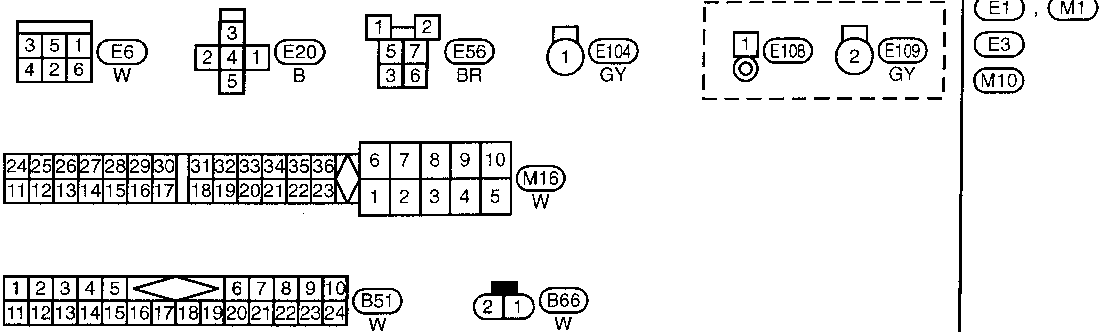 E1 , M1
E3
M10
3 5 1
4 2 6
E6
W
3
2 4 1
5
E20
B
1 2
5 7
3 6
E56
BR
1
E104
GY
1
E108
2
E109
GY
24 25 26 27 28 29 30 31 32 33 34 35 36
11 12 13 14 15 16 17 18 19 20 21 22 23
6 7 8 9 10
1 2 3 4 5
M16
W
1 2 3 4 5 6 7 8 9 10
11 12 13 14 15 16 17 18 19 20 21 22 23 24
B51
W
2 1
B66
W